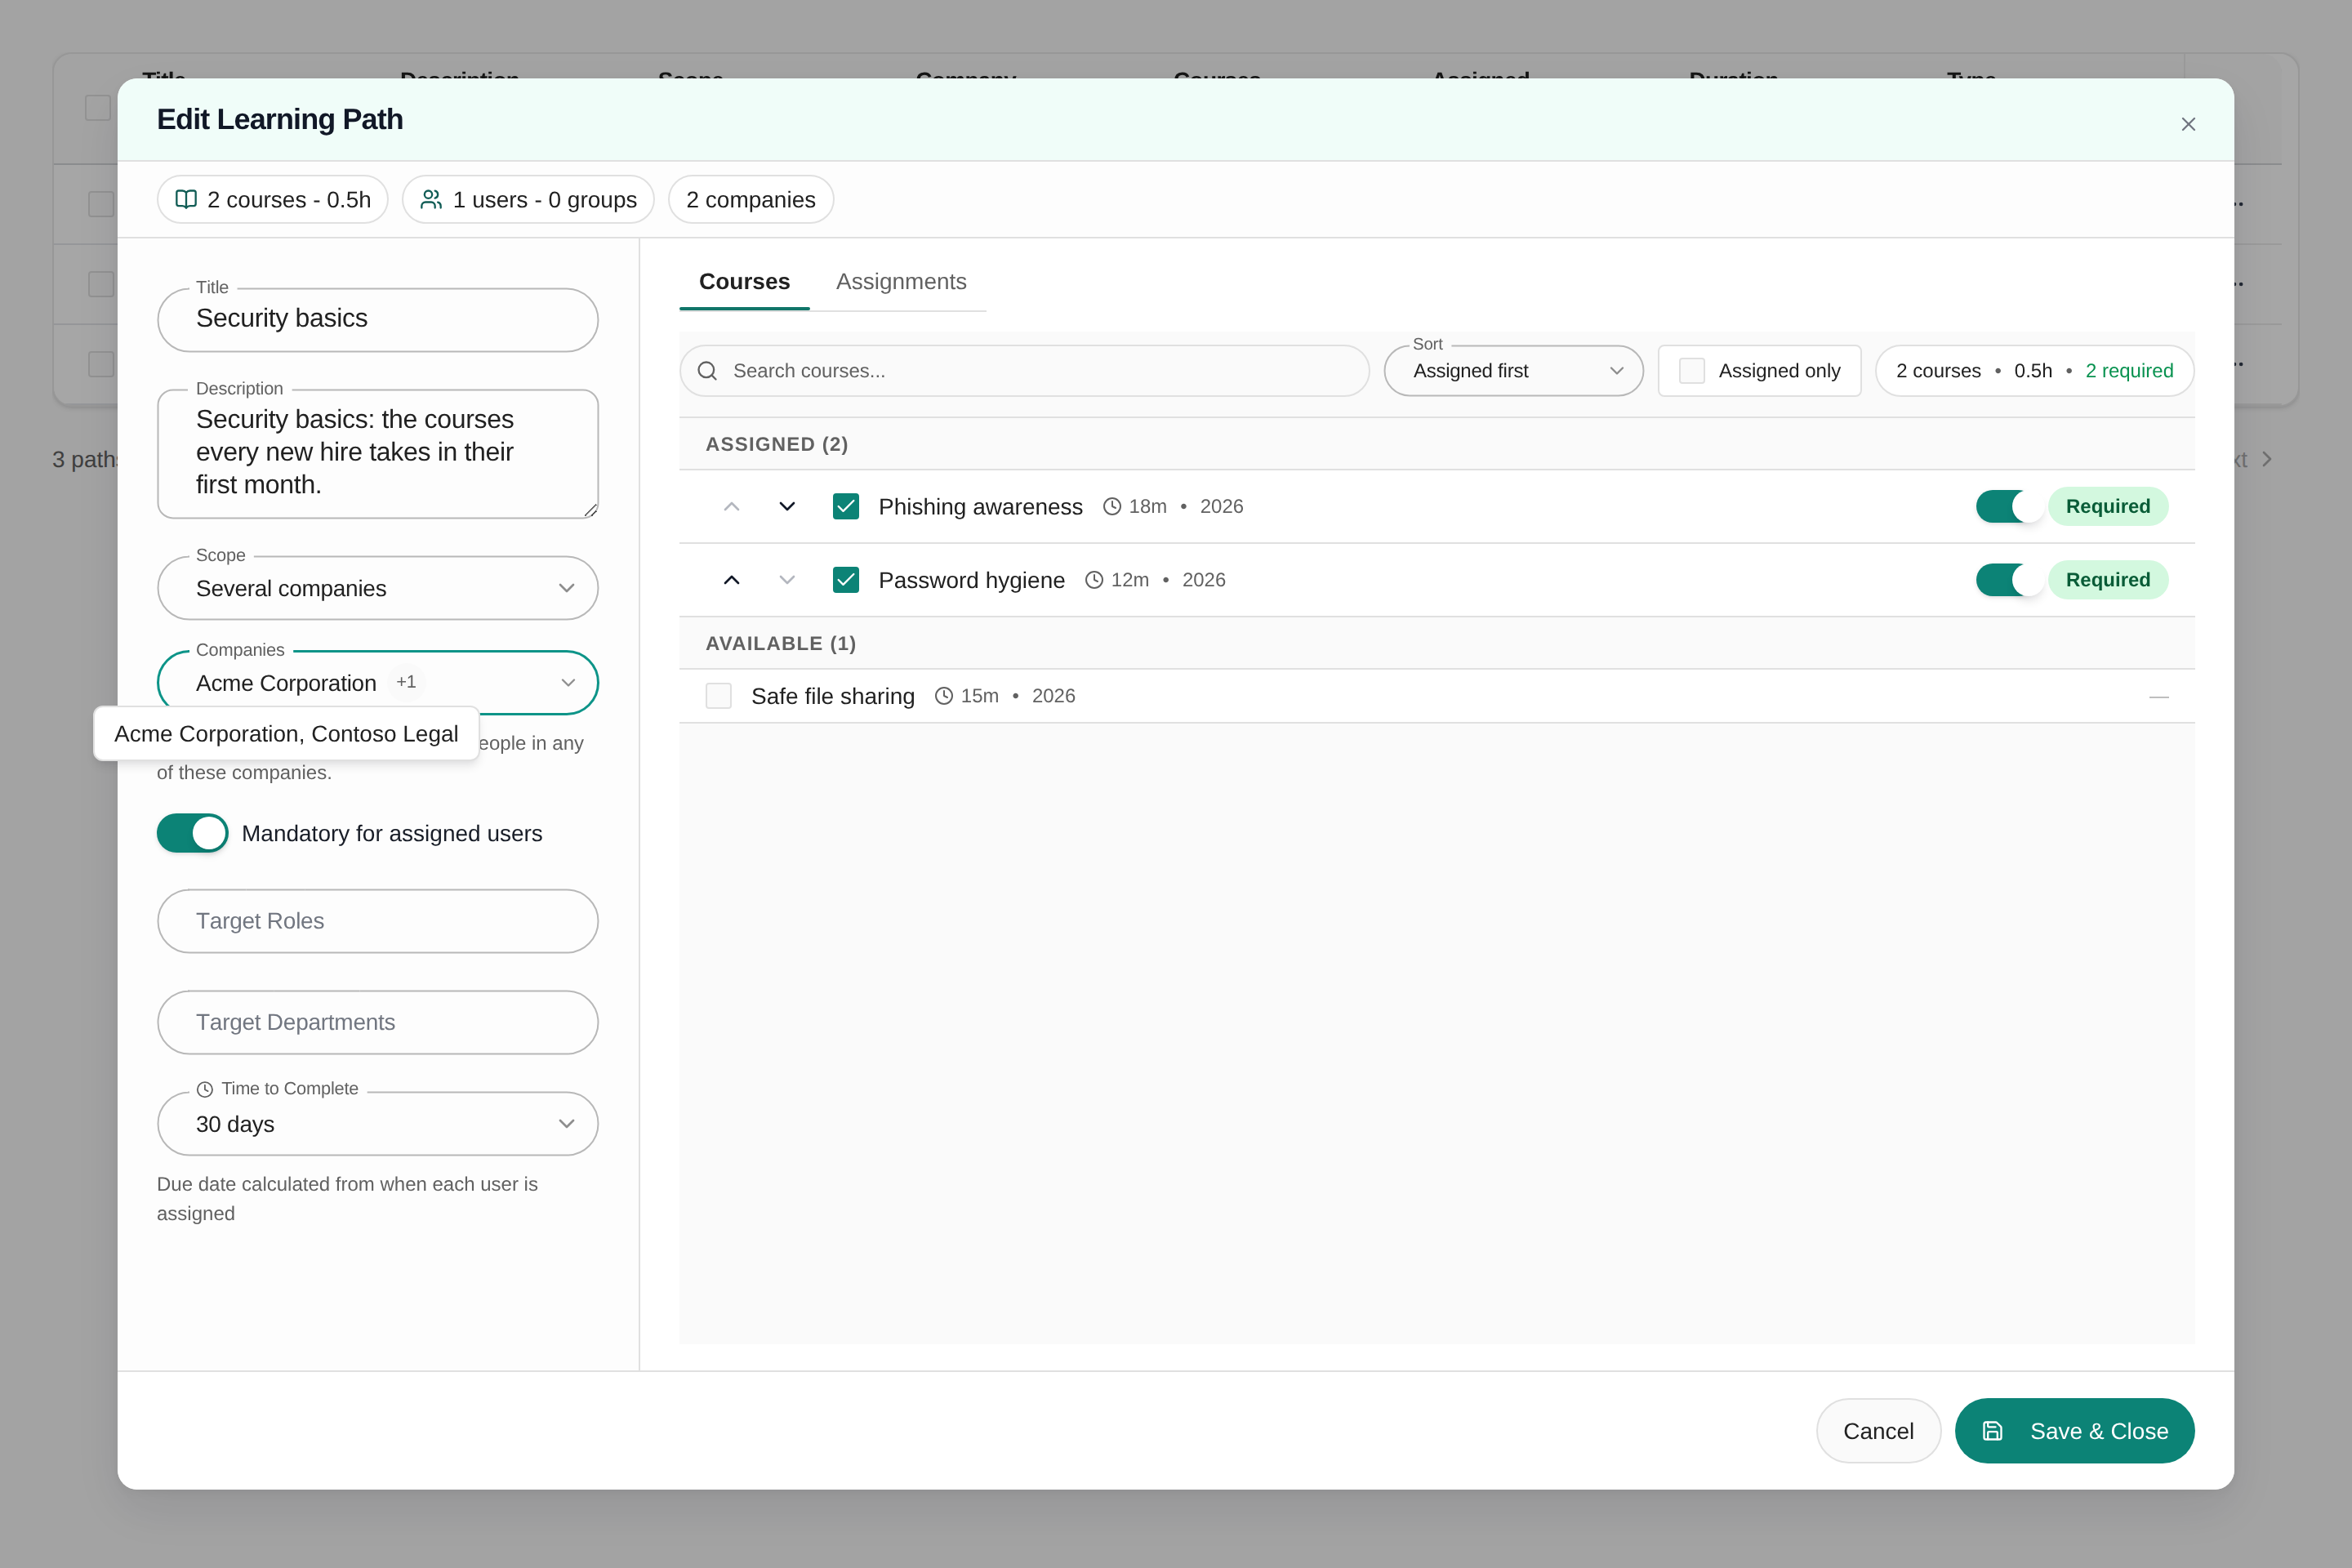 Edit Learning Path
2 courses - 0.5h
1 users - 0 groups
2 companies
Title
Security basics
Description
Security basics: the courses
every new hire takes in their
first month.
Scope
Several companies
Companies
Acme Corporation +1
Acme Corporation, Contoso Legal
in any
of these companies.
Mandatory for assigned users
Target Roles
Target Departments
Time to Complete
30 days
Due date calculated from when each user is
assigned
Courses
Assignments
Search courses...
Sort
Assigned first
Assigned only
2 courses • 0.5h • 2 required
ASSIGNED (2)
Phishing awareness 18m • 2026
Required
Password hygiene 12m • 2026
Required
AVAILABLE (1)
Safe file sharing 15m • 2026
—
Cancel
Save & Close
3